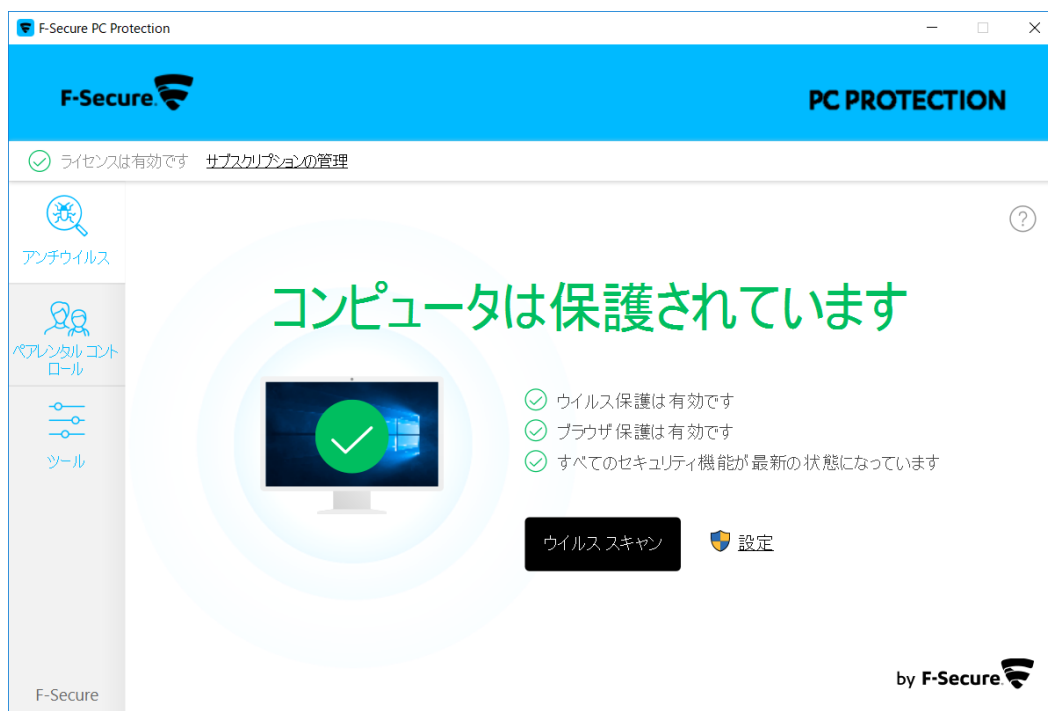 F-Secure PC Protection
F-Secure.
PC PROTECTION
ライセンスは有効です サブスクリプションの管理
アンチウイルス
コンピュータは保護されています
ペアレンタル コント
ロール
ウイルス保護は有効です
ブラウザ保護は有効です
すべてのセキュリティ機能が最新の状態になっています
ツール
ウイルス スキャン
設定
F-Secure
by F-Secure.